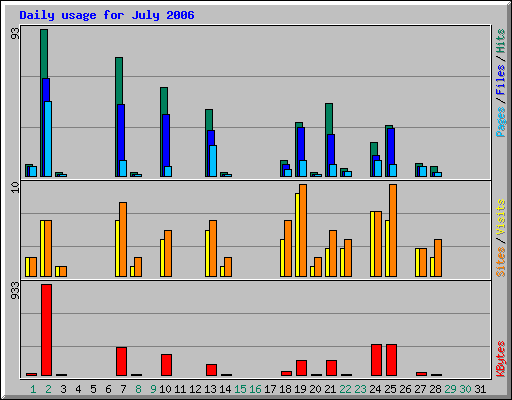 Daily usage for July 2006
93
Pages / Files / Hits
10
Sites / Visits
933
KBytes
1 2 3 4 5 6 7 8 9 10 11 12 13 14 15 16 17 18 19 20 21 22 23 24 25 26 27 28 29 30 31